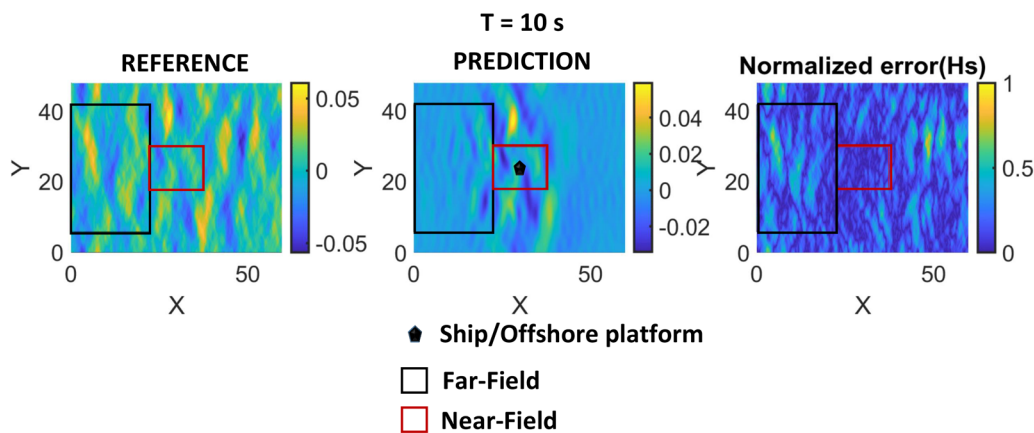 T = 10 s
REFERENCE
PREDICTION
Normalized error(Hs)
40
20
0
Y
0
50
X
0.05
0
-0.05
40
20
0
Y
0
50
X
0.04
0.02
0
-0.02
40
20
0
Y
0
50
X
1
0.5
0
Ship/Offshore platform
Far-Field
Near-Field